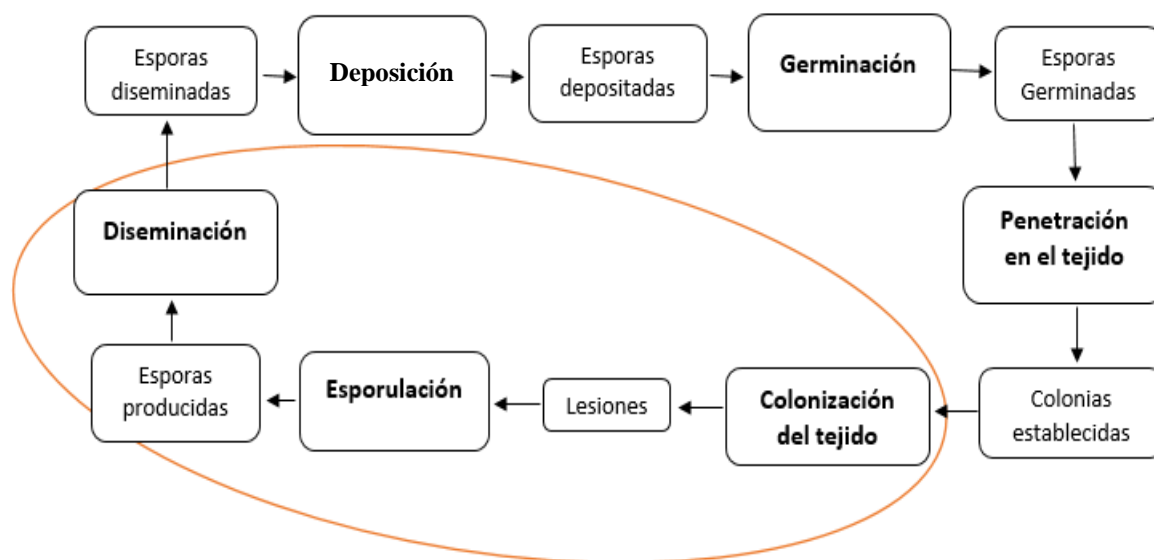 Esporas
diseminadas
Deposición
Esporas
depositadas
Germinación
Esporas
Germinadas
Penetración
en el tejido
Colonias
establecidas
Colonización
del tejido
Lesiones
Esporulación
Esporas
producidas
Diseminación